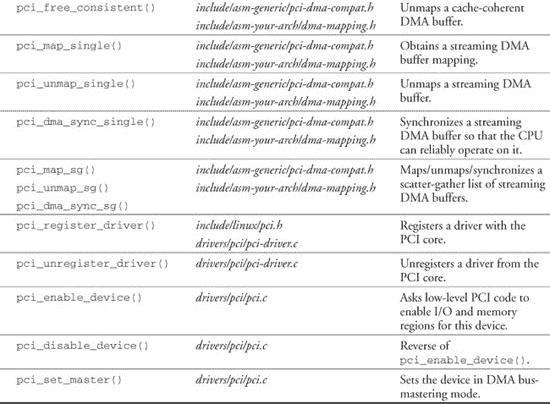 pci_free_consistent() include/asm-generic/pci-dma-compat.h Unmaps a cache-coherent
include/asm-your-arch/dma-mapping.h DMA buffer.
pci_map_single() include/asm-generic/pci-dma-compat.h Obtains a streaming DMA
include/asm-your-arch/dma-mapping.h buffer mapping.
pci_unmap_single() include/asm-generic/pci-dma-compat.h Unmaps a streaming DMA
include/asm-your-arch/dma-mapping.h buffer.
pci_dma_sync_single() include/asm-generic/pci-dma-compat.h Synchronizes a streaming
include/asm-your-arch/dma-mapping.h DMA buffer so that the CPU
can reliably operate on it.
pci_map_sg() include/asm-generic/pci-dma-compat.h Maps/unmaps/synchronizes
pci_unmap_sg() include/asm-your-arch/dma-mapping.h a scatter-gather list of streaming
pci_dma_sync_sg() DMA buffers.
pci_register_driver() include/linux/pci.h Registers a driver with the
drivers/pci/pci-driver.c PCI core.
pci_unregister_driver() drivers/pci/pci-driver.c Unregisters a driver from the
PCI core.
pci_enable_device() drivers/pci/pci.c Asks low-level PCI code to
enable I/O and memory
regions for this device.
pci_disable_device() drivers/pci/pci.c Reverse of
pci_enable_device().
pci_set_master() drivers/pci/pci.c Sets the device in DMA bus-
mastering mode.